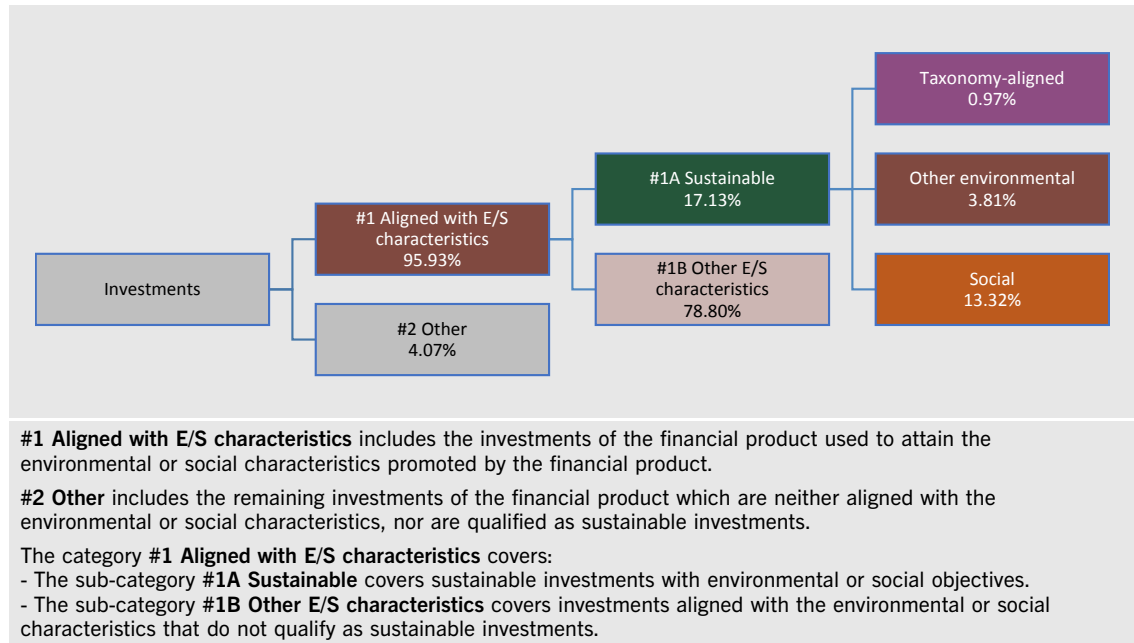 Investments
#1 Aligned with E/S
characteristics
95.93%
#2 Other
4.07%
#1A Sustainable
17.13%
#1B Other E/S
characteristics
78.80%
Taxonomy-aligned
0.97%
Other environmental
3.81%
Social
13.32%
#1 Aligned with E/S characteristics includes the investments of the financial product used to attain the
environmental or social characteristics promoted by the financial product.
#2 Other includes the remaining investments of the financial product which are neither aligned with the
environmental or social characteristics, nor are qualified as sustainable investments.
The category #1 Aligned with E/S characteristics covers:
- The sub-category #1A Sustainable covers sustainable investments with environmental or social objectives.
- The sub-category #1B Other E/S characteristics covers investments aligned with the environmental or social
characteristics that do not qualify as sustainable investments.